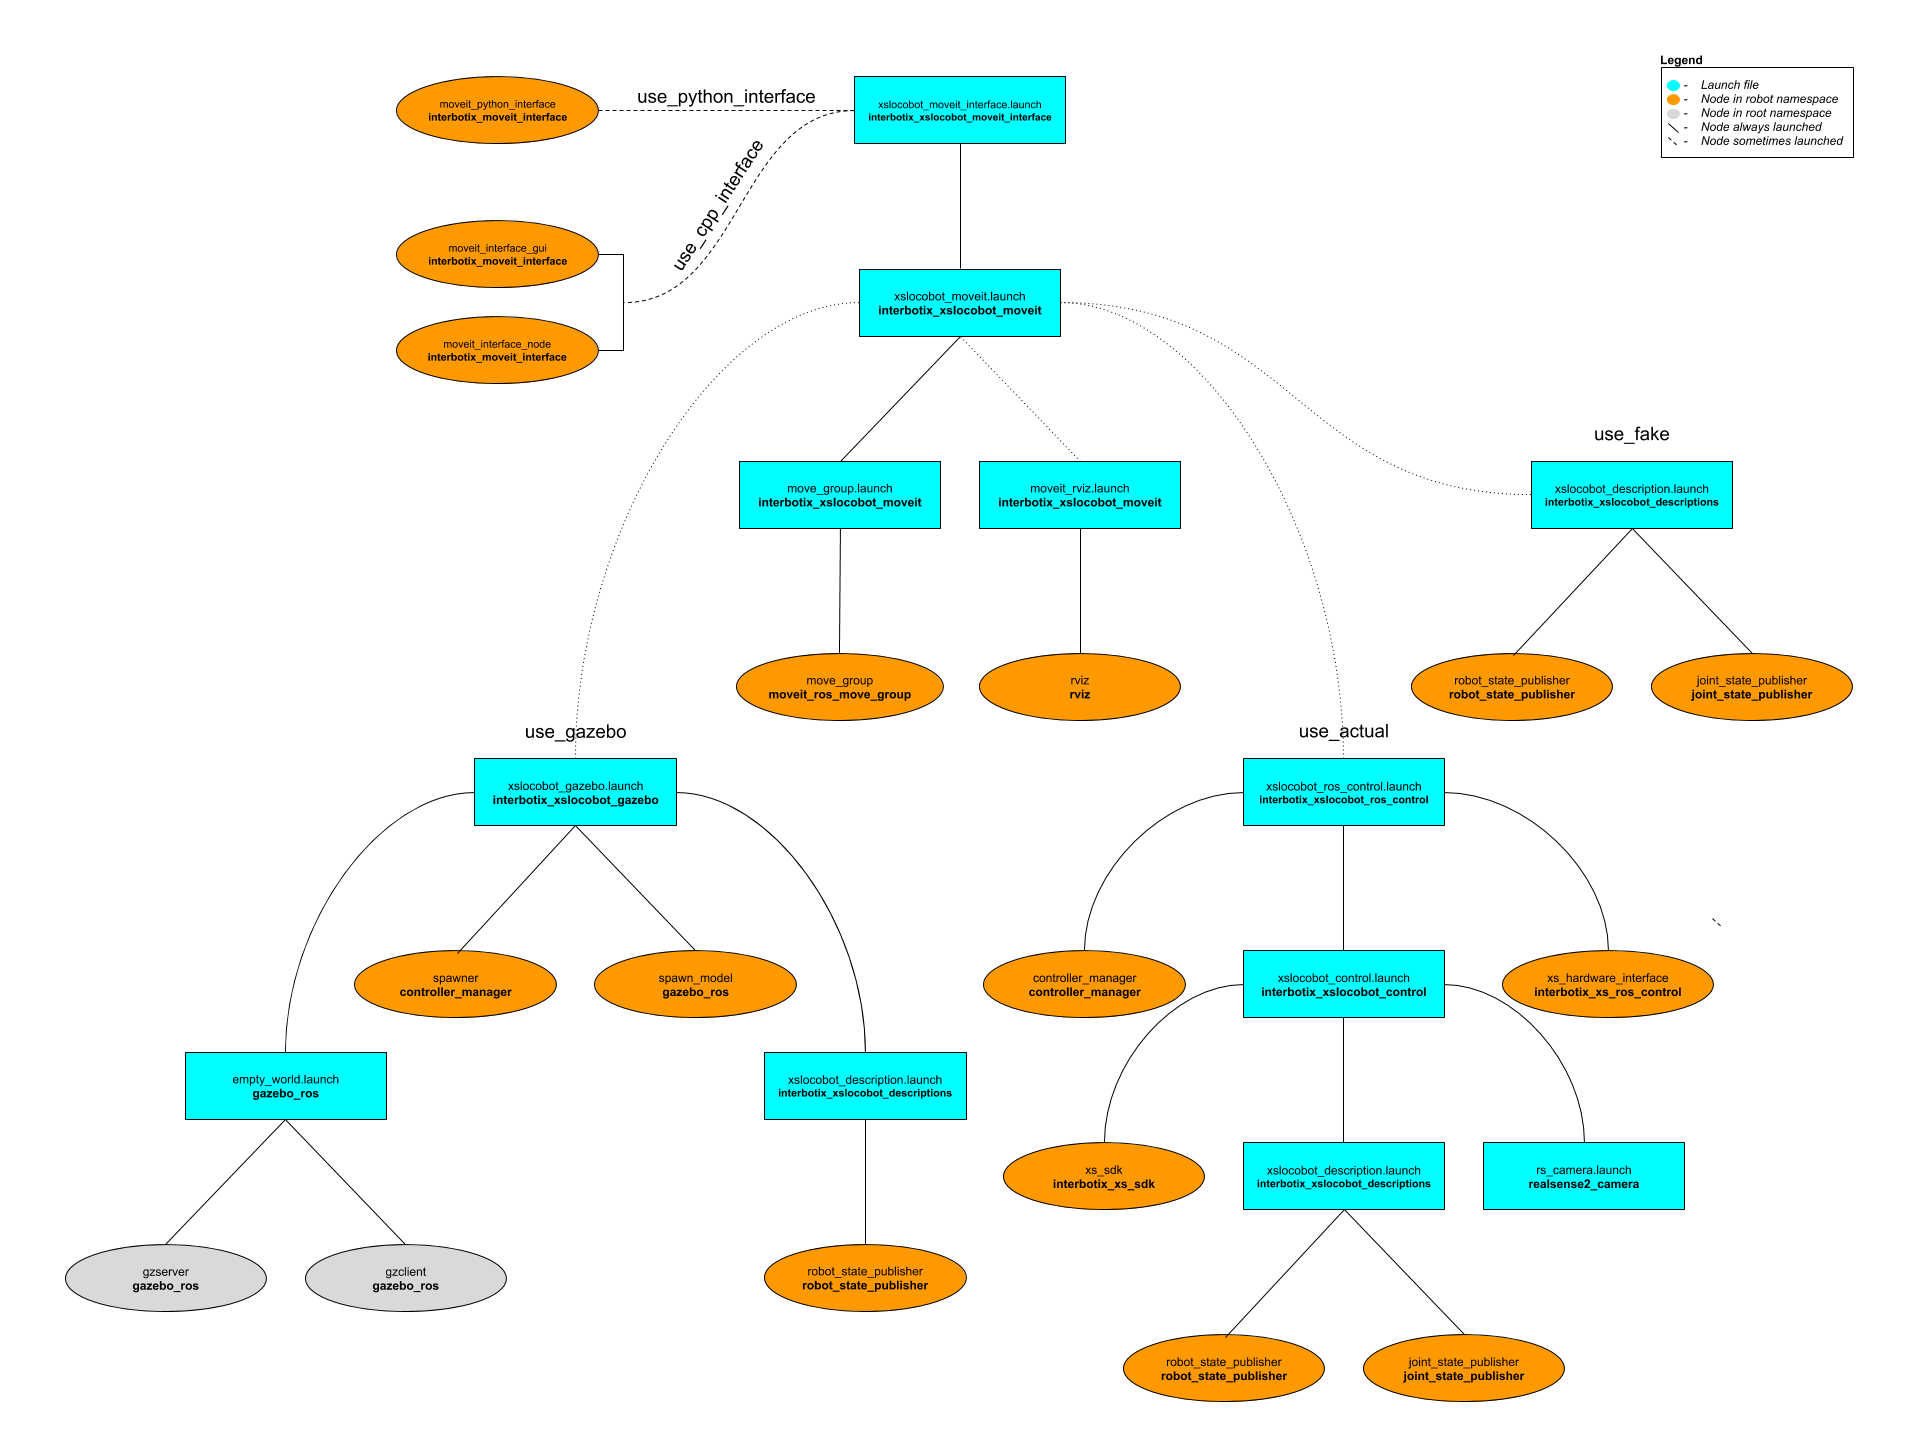 Legend
- Launch file
- Node in robot namespace
- Node in root namespace
- Node always launched
- Node sometimes launched
moveit_python_interface
interbotix_moveit_interface
use_python_interface
xslocobot_moveit_interface.launch
interbotix_xslocobot_moveit_interface
use_cpp_interface
moveit_interface_gui
interbotix_moveit_interface
moveit_interface_node
interbotix_moveit_interface
xslocobot_moveit.launch
interbotix_xslocobot_moveit
use_fake
move_group.launch
interbotix_xslocobot_moveit
moveit_rviz.launch
interbotix_xslocobot_moveit
xslocobot_description.launch
interbotix_xslocobot_descriptions
move_group
moveit_ros_move_group
rviz
rviz
robot_state_publisher
robot_state_publisher
joint_state_publisher
joint_state_publisher
use_gazebo
use_actual
xslocobot_gazebo.launch
interbotix_xslocobot_gazebo
xslocobot_ros_control.launch
interbotix_xslocobot_ros_control
spawner
controller_manager
spawn_model
gazebo_ros
controller_manager
controller_manager
xslocobot_control.launch
interbotix_xslocobot_control
xs_hardware_interface
interbotix_xs_ros_control
empty_world.launch
gazebo_ros
xslocobot_description.launch
interbotix_xslocobot_descriptions
xs_sdk
interbotix_xs_sdk
xslocobot_description.launch
interbotix_xslocobot_descriptions
rs_camera.launch
realsense2_camera
gzserver
gazebo_ros
gzclient
gazebo_ros
robot_state_publisher
robot_state_publisher
robot_state_publisher
robot_state_publisher
joint_state_publisher
joint_state_publisher